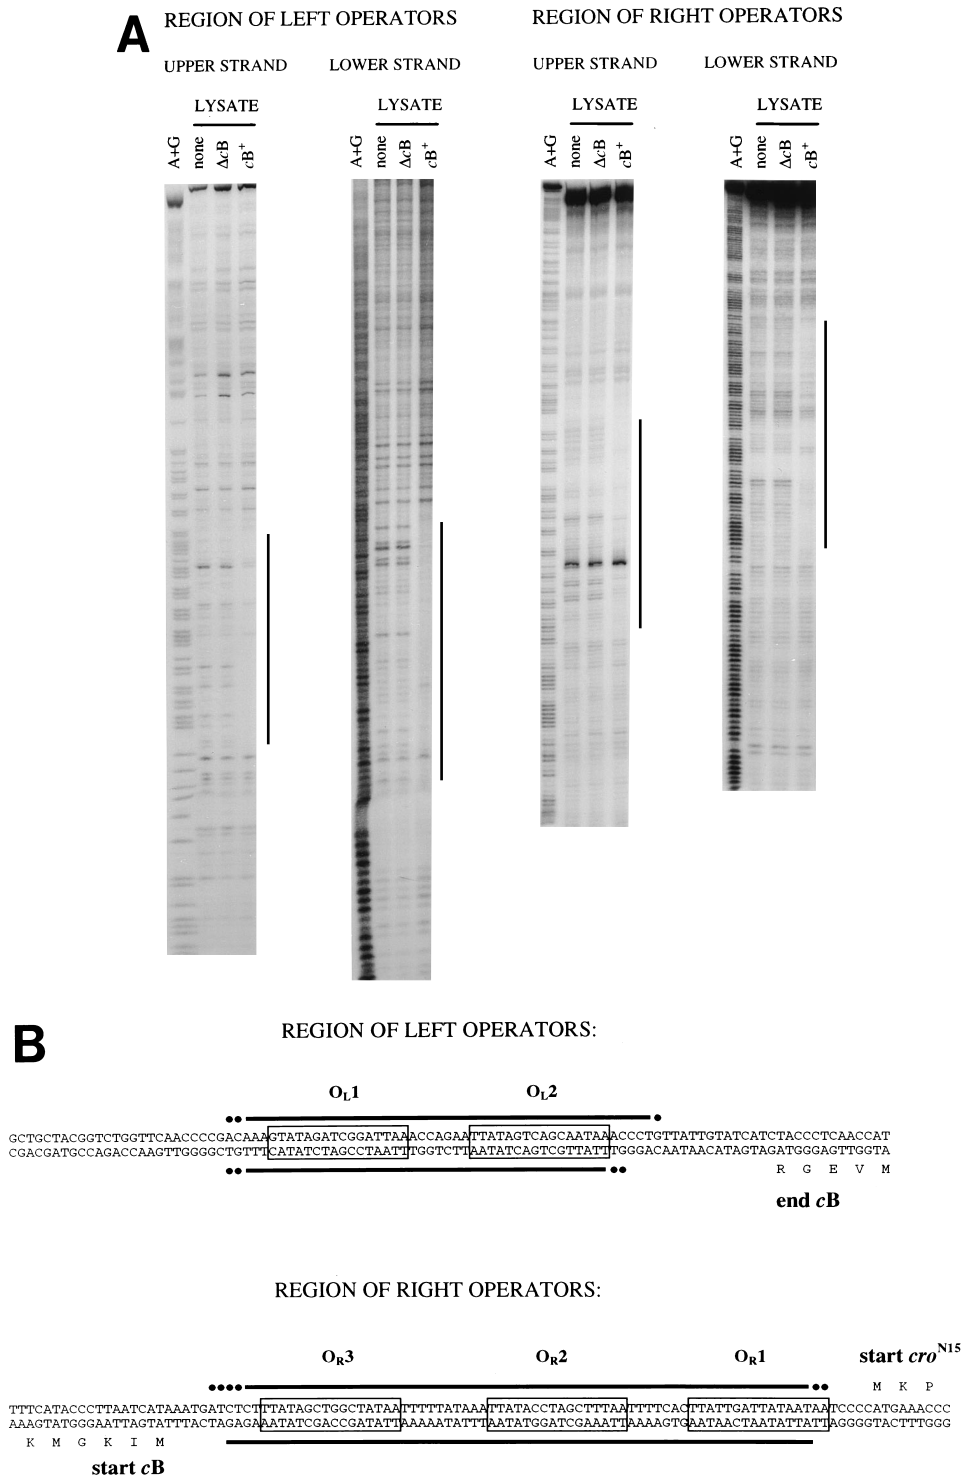 A
REGION OF LEFT OPERATORS
REGION OF RIGHT OPERATORS
UPPER STRAND
LOWER STRAND
UPPER STRAND
LOWER STRAND
LYSATE
LYSATE
LYSATE
LYSATE
A+G none ΔcB cB+
A+G none ΔcB cB+
A+G none ΔcB cB+
A+G none ΔcB cB+
B
REGION OF LEFT OPERATORS:
OL1 OL2
GCTGCTACGGTCTGGTTCAACCCCGACAAAGTATAGATCGGATTAAACCAGAATTATAGTCAGCAATAAACCCTGTTATTGTATCATCTACCCTCAACCAT
CGACGATGCCAGACCAAGTTGGGGCTGTTTCATATCTAGCCTAATTTGGTCTTAATATCAGTCGTTATTTGGGACAATAACATAGTAGATGGGAGTTGGTA
R G E V M
end cB
REGION OF RIGHT OPERATORS:
OR3 OR2 OR1 start croN15
M K P
TTTCATACCCTTAATCATAAATGATCTCTTTATAGCTGGCTATAATTTTTATAAATTATACCTAGCTTTAATTTTCACTTATTGATTATAATAATCCCCATGAAACCC
AAAGTATGGGAATTAGTATTTACTAGAGAAATATCGACCGATATTAAAAATATTTAATATGGATCGAAATTAAAAGTGAATAACTAATATTATTAGGGGTACTTTGGG
K M G K I M
start cB